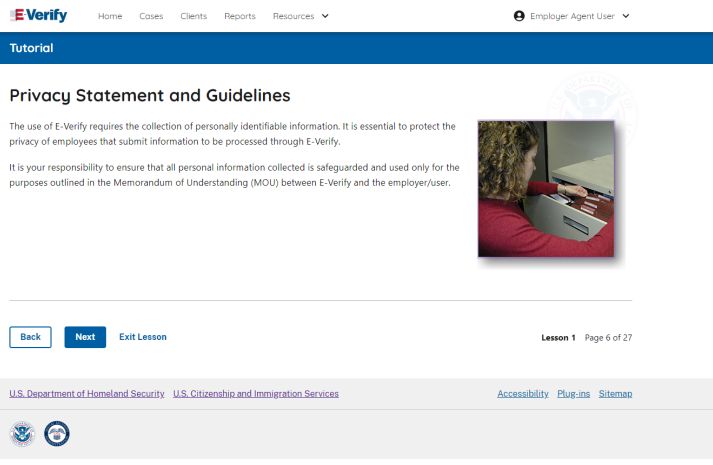 E-Verify
Home Cases Clients Reports Resources Employer Agent User
Tutorial
Privacy Statement and Guidelines
The use of E-Verify requires the collection of personally identifiable information. It is essential to protect the
privacy of employees that submit information to be processed through E-Verify.
It is your responsibility to ensure that all personal information collected is safeguarded and used only for the
purposes outlined in the Memorandum of Understanding (MOU) between E-Verify and the employer/user.
Back Next Exit Lesson Lesson 1 Page 6 of 27
U.S. Department of Homeland Security U.S. Citizenship and Immigration Services Accessibility Plug-ins Sitemap